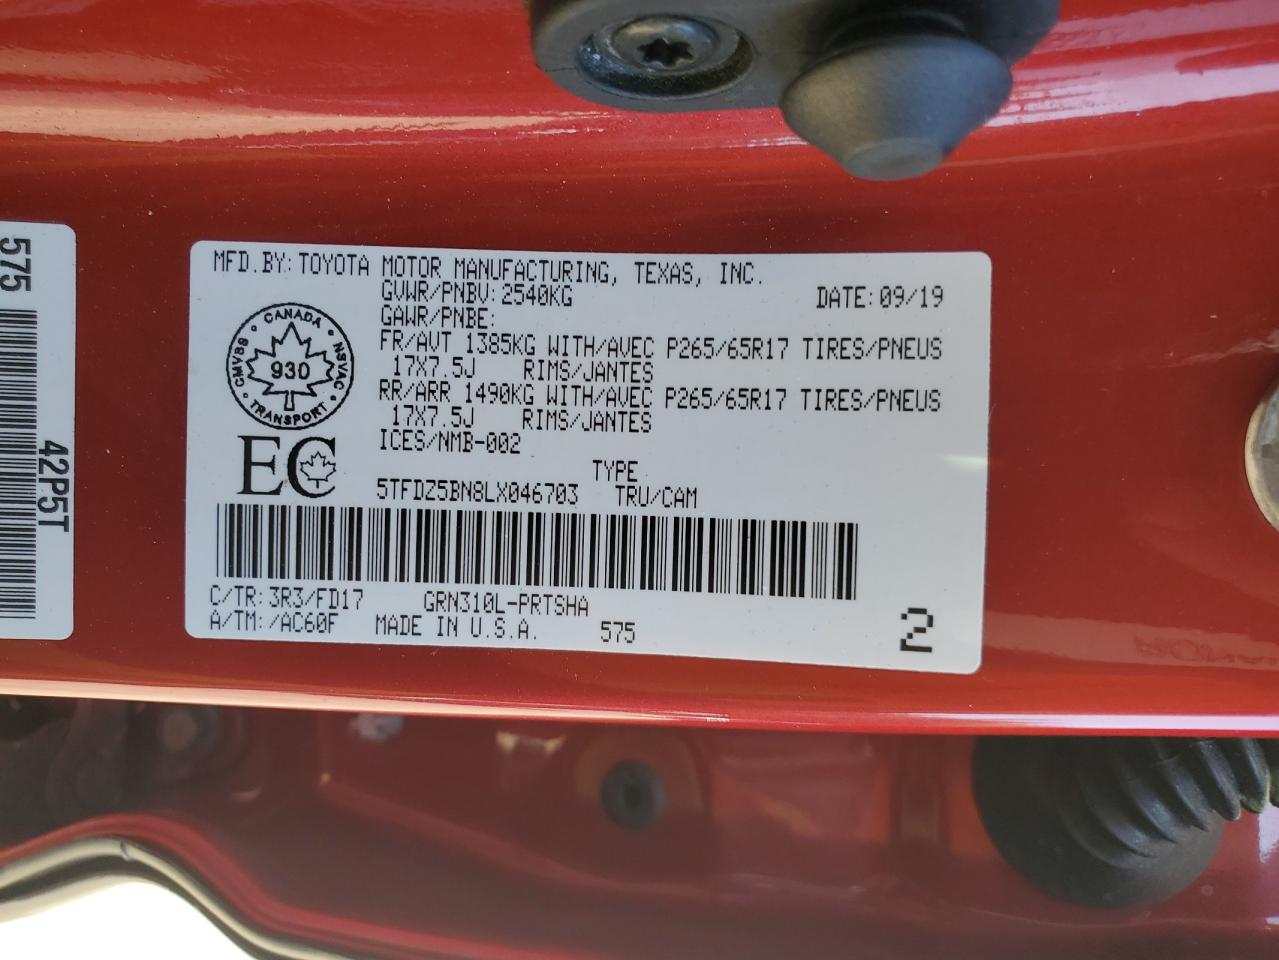 575
42P5T
MFD.BY: TOYOTA MOTOR MANUFACTURING, TEXAS, INC.
GVWR/PNBV: 2540KG DATE: 09/19
GAWR/PNBE:
FR/AVT 1385KG WITH/AVEC P265/65R17 TIRES/PNEUS
17X7.5J RIMS/JANTES
RR/ARR 1490KG WITH/AVEC P265/65R17 TIRES/PNEUS
17X7.5J RIMS/JANTES
ICES/NMB-002
CANADA
CMVSS 930 NSVAC
TRANSPORT
EC
TYPE
5TFDZ5BN8LX046703 TRU/CAM
C/TR: 3R3/FD17 GRN310L-PRTSHA
A/TM: /AC60F MADE IN U.S.A. 575
2